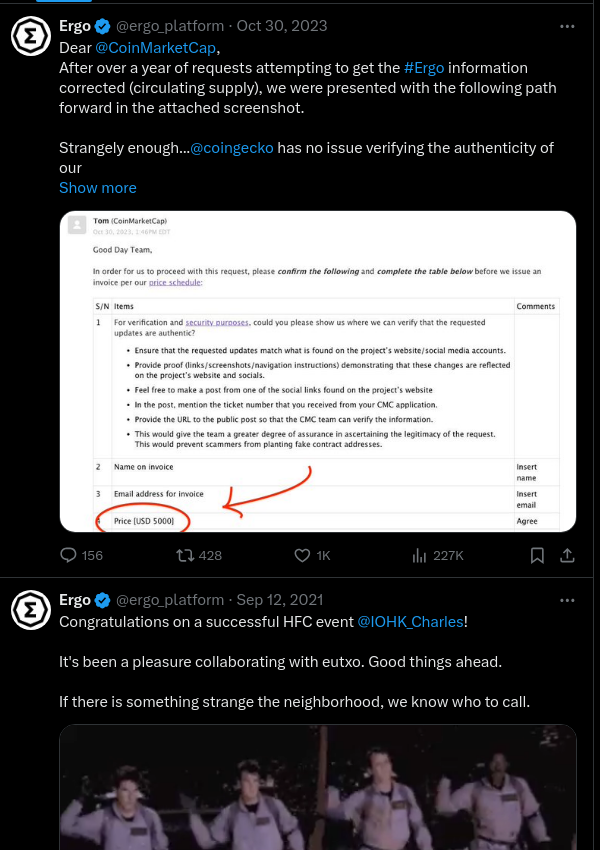 Ergo @ergo_platform · Oct 30, 2023
Dear @CoinMarketCap,
After over a year of requests attempting to get the #Ergo information
corrected (circulating supply), we were presented with the following path
forward in the attached screenshot.
Strangely enough...@coingecko has no issue verifying the authenticity of
our
Show more
Tom (CoinMarketCap)
Oct 30, 2023, 1:46PM EDT
Good Day Team,
In order for us to proceed with this request, please confirm the following and complete the table below before we issue an
invoice per our price schedule:
S/N Items Comments
1 For verification and security purposes, could you please show us where we can verify that the requested
updates are authentic?
• Ensure that the requested updates match what is found on the project's website/social media accounts.
• Provide proof (links/screenshots/navigation instructions) demonstrating that these changes are reflected
on the project's website and socials.
• Feel free to make a post from one of the social links found on the project's website
• In the post, mention the ticket number that you received from your CMC application.
• Provide the URL to the public post so that the CMC team can verify the information.
• This would give the team a greater degree of assurance in ascertaining the legitimacy of the request.
This would prevent scammers from planting fake contract addresses.
2 Name on invoice Insert
name
3 Email address for invoice Insert
email
4 Price (USD 5000) Agree
156 428 1K 227K
Ergo @ergo_platform · Sep 12, 2021
Congratulations on a successful HFC event @IOHK_Charles!
It's been a pleasure collaborating with eutxo. Good things ahead.
If there is something strange the neighborhood, we know who to call.